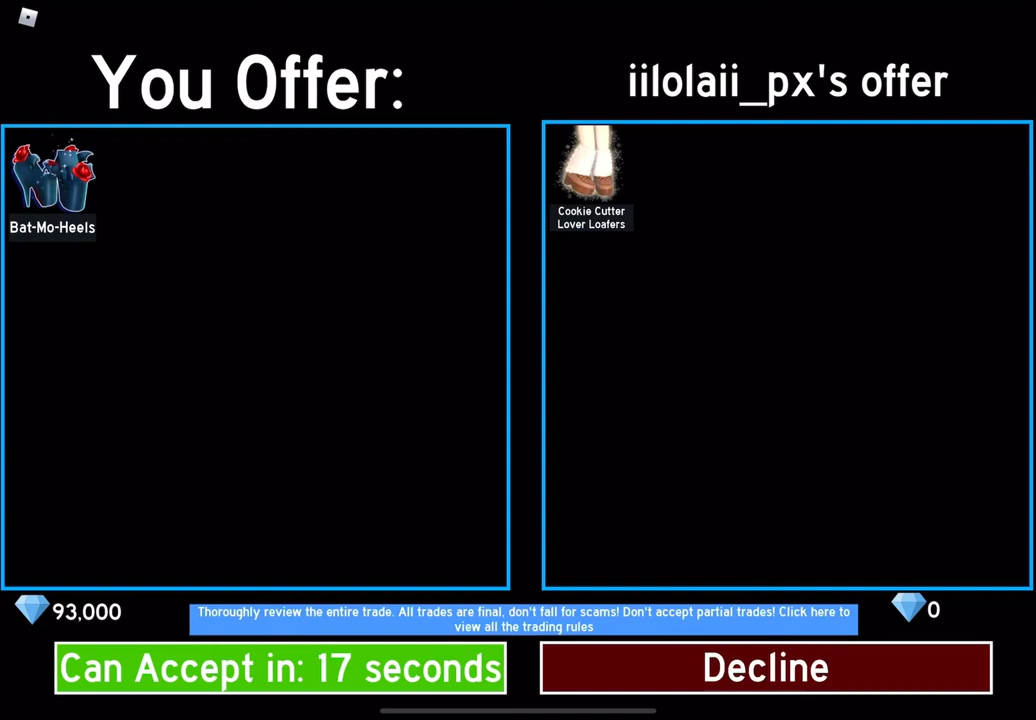 You Offer:
iilolaii_px's offer
Bat-Mo-Heels
Cookie Cutter
Lover Loafers
93,000
Thoroughly review the entire trade. All trades are final, don't fall for scams! Don't accept partial trades! Click here to
view all the trading rules
0
Can Accept in: 17 seconds
Decline